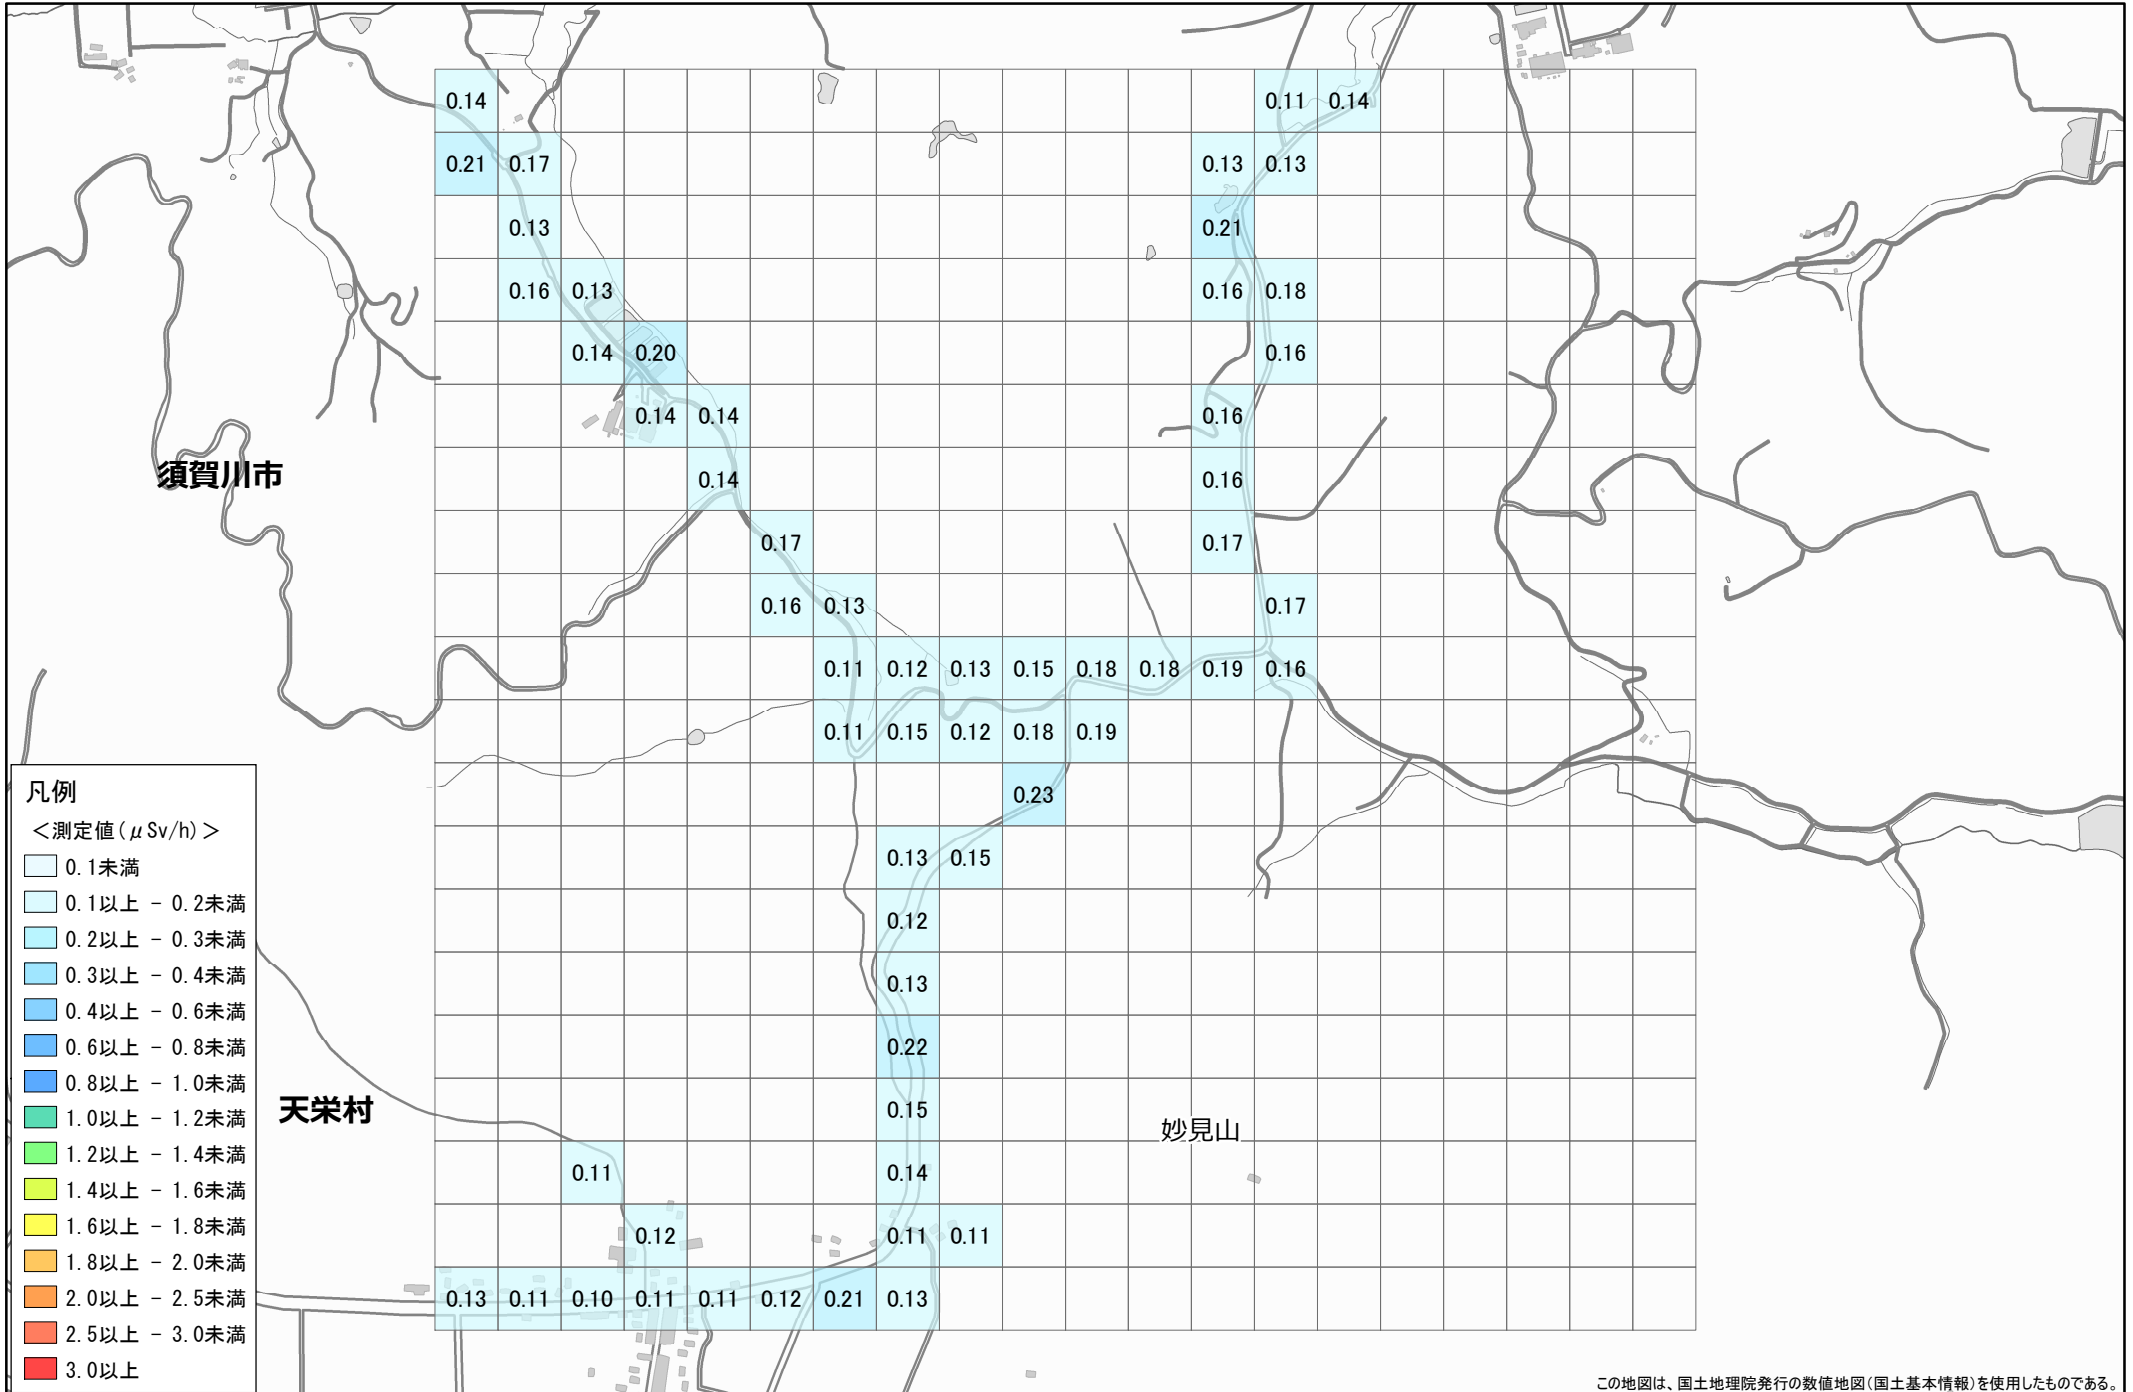 0.14 0.11 0.14
0.21 0.17 0.13 0.13
0.13 0.21
0.16 0.13 0.16 0.18
0.14 0.20 0.16
0.14 0.14 0.16
須賀川市 0.14 0.16
0.17 0.17
0.16 0.13 0.17
0.11 0.12 0.13 0.15 0.18 0.18 0.19 0.16
0.11 0.15 0.12 0.18 0.19
0.23
0.13 0.15
0.12
0.13
0.22
天栄村 0.15
妙見山
0.11 0.14
0.12 0.11 0.11
0.13 0.11 0.10 0.11 0.11 0.12 0.21 0.13
凡例
＜測定値(μSv/h)＞
0.1未満
0.1以上 - 0.2未満
0.2以上 - 0.3未満
0.3以上 - 0.4未満
0.4以上 - 0.6未満
0.6以上 - 0.8未満
0.8以上 - 1.0未満
1.0以上 - 1.2未満
1.2以上 - 1.4未満
1.4以上 - 1.6未満
1.6以上 - 1.8未満
1.8以上 - 2.0未満
2.0以上 - 2.5未満
2.5以上 - 3.0未満
3.0以上
この地図は、国土地理院発行の数値地図(国土基本情報)を使用したものである。